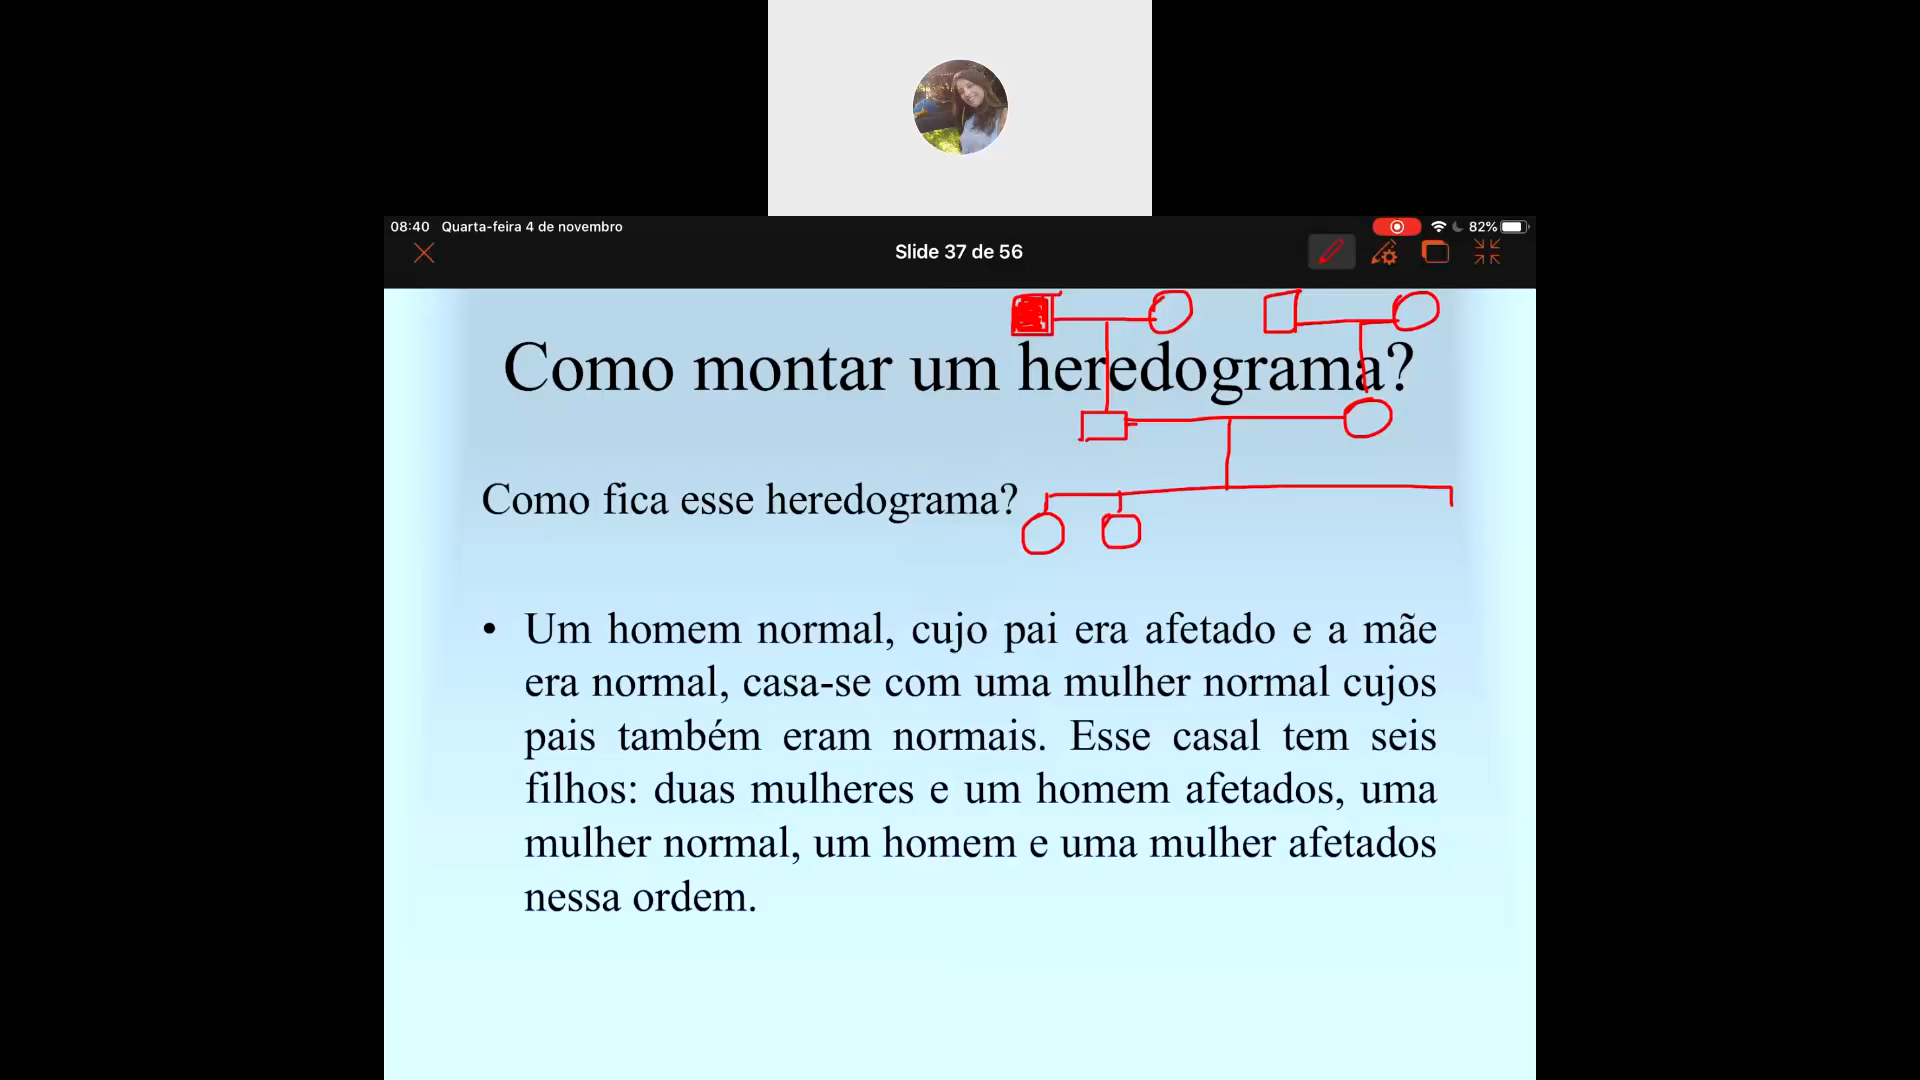 08:40 Quarta-feira 4 de novembro
82%
Slide 37 de 56
Como montar um heredograma?
Como fica esse heredograma?
• Um homem normal, cujo pai era afetado e a mãe
era normal, casa-se com uma mulher normal cujos
pais também eram normais. Esse casal tem seis
filhos: duas mulheres e um homem afetados, uma
mulher normal, um homem e uma mulher afetados
nessa ordem.